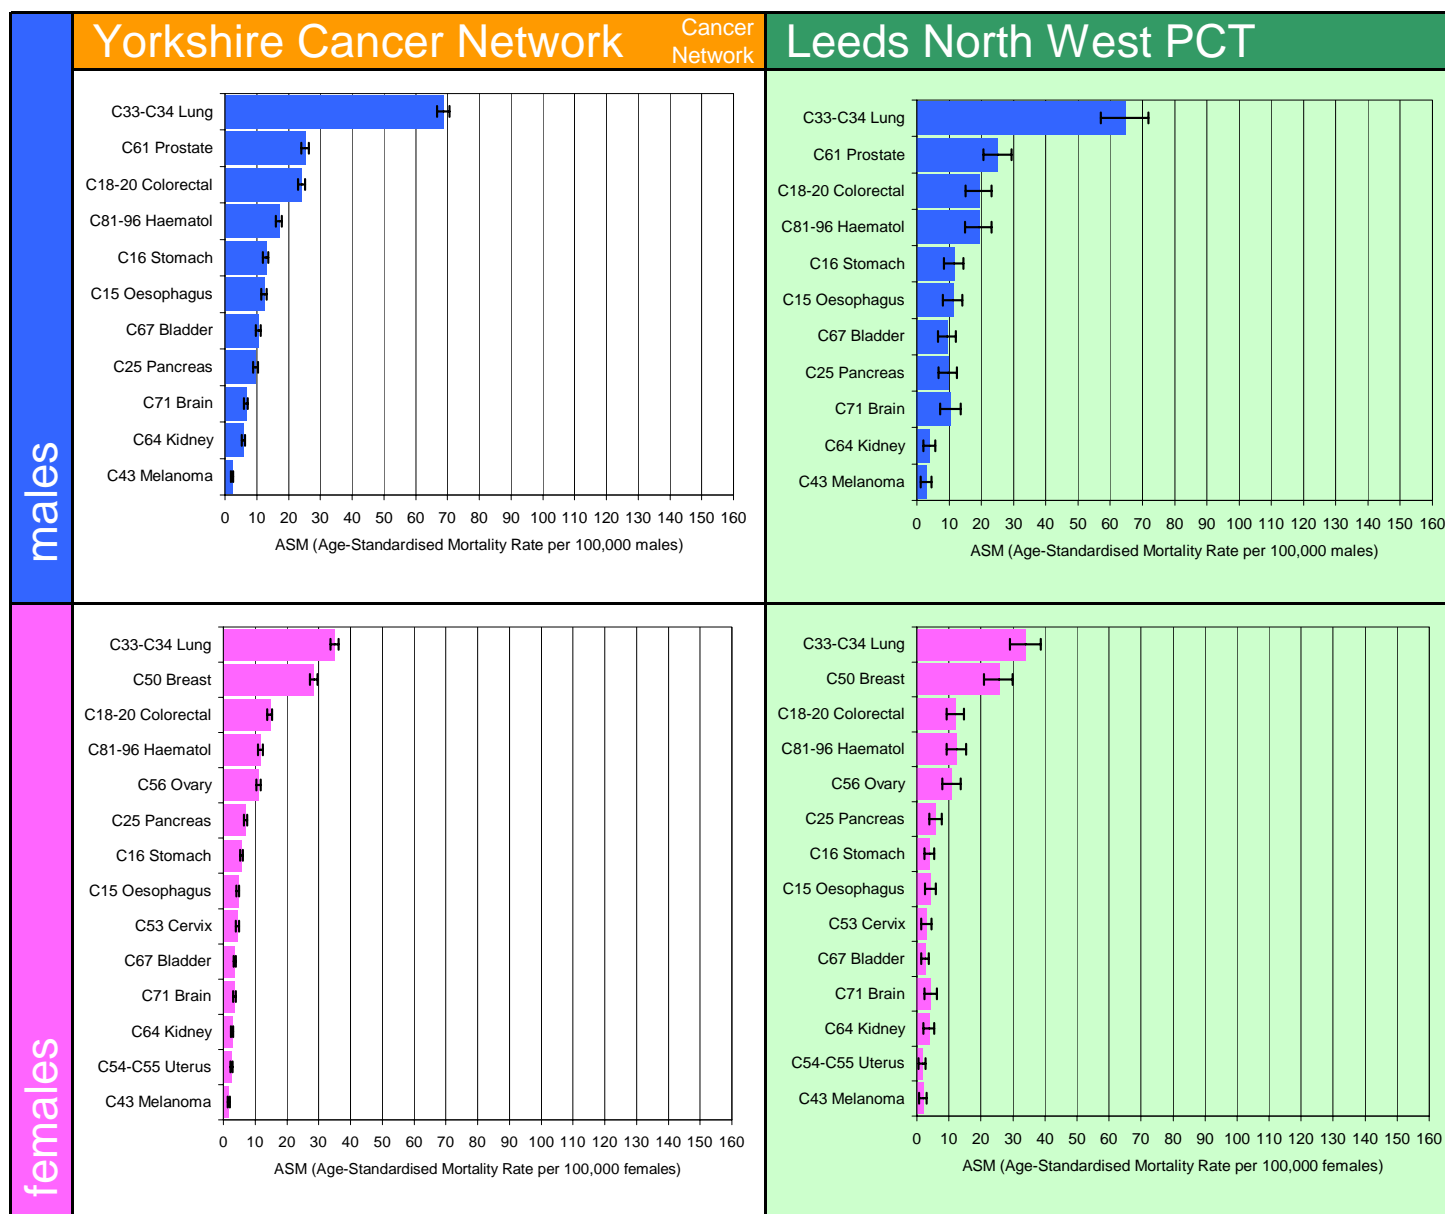 Yorkshire Cancer Network
Cancer
Network
Leeds North West PCT
males
C33-C34 Lung
C61 Prostate
C18-20 Colorectal
C81-96 Haematol
C16 Stomach
C15 Oesophagus
C67 Bladder
C25 Pancreas
C71 Brain
C64 Kidney
C43 Melanoma
0 10 20 30 40 50 60 70 80 90 100 110 120 130 140 150 160
ASM (Age-Standardised Mortality Rate per 100,000 males)
C33-C34 Lung
C61 Prostate
C18-20 Colorectal
C81-96 Haematol
C16 Stomach
C15 Oesophagus
C67 Bladder
C25 Pancreas
C71 Brain
C64 Kidney
C43 Melanoma
0 10 20 30 40 50 60 70 80 90 100 110 120 130 140 150 160
ASM (Age-Standardised Mortality Rate per 100,000 males)
females
C33-C34 Lung
C50 Breast
C18-20 Colorectal
C81-96 Haematol
C56 Ovary
C25 Pancreas
C16 Stomach
C15 Oesophagus
C53 Cervix
C67 Bladder
C71 Brain
C64 Kidney
C54-C55 Uterus
C43 Melanoma
0 10 20 30 40 50 60 70 80 90 100 110 120 130 140 150 160
ASM (Age-Standardised Mortality Rate per 100,000 females)
C33-C34 Lung
C50 Breast
C18-20 Colorectal
C81-96 Haematol
C56 Ovary
C25 Pancreas
C16 Stomach
C15 Oesophagus
C53 Cervix
C67 Bladder
C71 Brain
C64 Kidney
C54-C55 Uterus
C43 Melanoma
0 10 20 30 40 50 60 70 80 90 100 110 120 130 140 150 160
ASM (Age-Standardised Mortality Rate per 100,000 females)